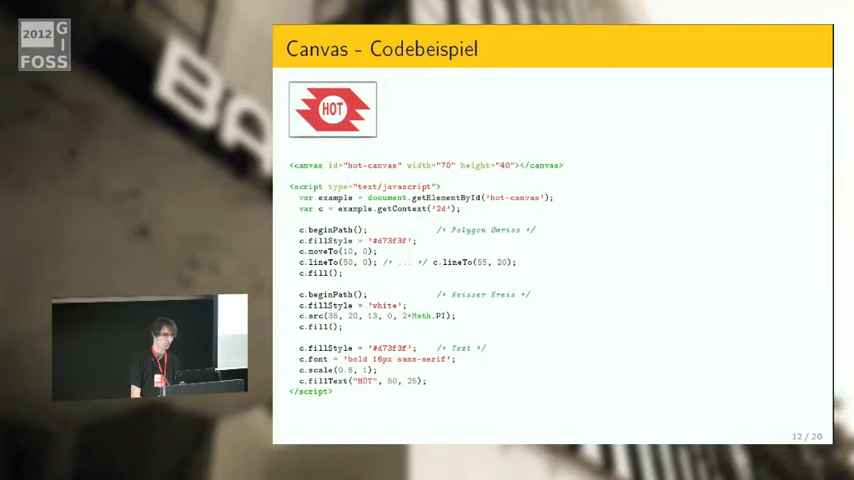 2012
G
I
FOSS
BA
Canvas - Codebeispiel
HOT
<canvas id="hot-canvas" width="70" height="40"></canvas>
<script type="text/javascript">
var example = document.getElementById('hot-canvas');
var c = example.getContext('2d');
c.beginPath(); /* Polygon Umriss */
c.fillStyle = '#d73f3f';
c.moveTo(10, 0);
c.lineTo(50, 0); /* ... */ c.lineTo(55, 20);
c.fill();
c.beginPath(); /* Weisser Kreis */
c.fillStyle = 'white';
c.arc(35, 20, 13, 0, 2*Math.PI);
c.fill();
c.fillStyle = '#d73f3f'; /* Text */
c.font = 'bold 16px sans-serif';
c.scale(0.5, 1);
c.fillText("HOT", 50, 25);
</script>
12 / 20